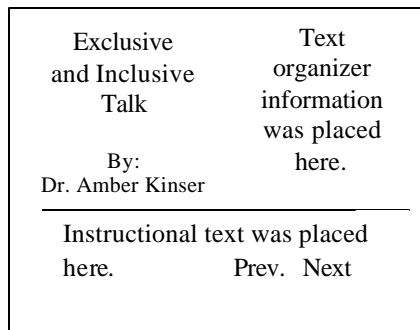 Exclusive
and Inclusive
Talk
By:
Dr. Amber Kinser
Text
organizer
information
was placed
here.
Instructional text was placed
here. Prev. Next